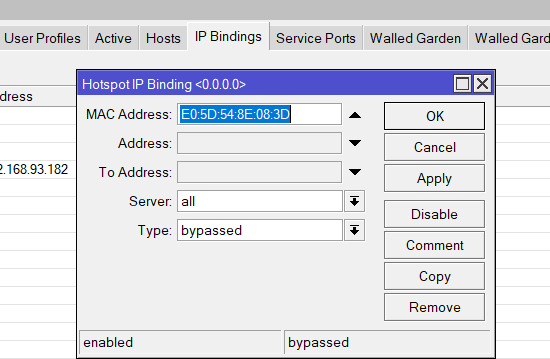 User Profiles Active Hosts IP Bindings Service Ports Walled Garden Walled Gard
Hotspot IP Binding <0.0.0.0>
dress
MAC Address: E0:5D:54:8E:08:3D OK
Address: Cancel
To Address: Apply
2.168.93.182
Server: all Disable
Type: bypassed Comment
Copy
Remove
enabled bypassed